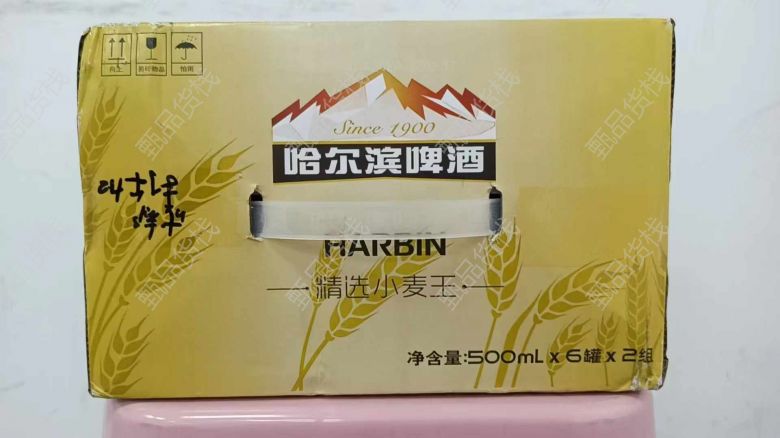 向上
易碎物品
怕雨
Since 1900
哈尔滨啤酒
HARBIN
精选小麦王
净含量:500mL x 6罐 x 2组
甄品货栈